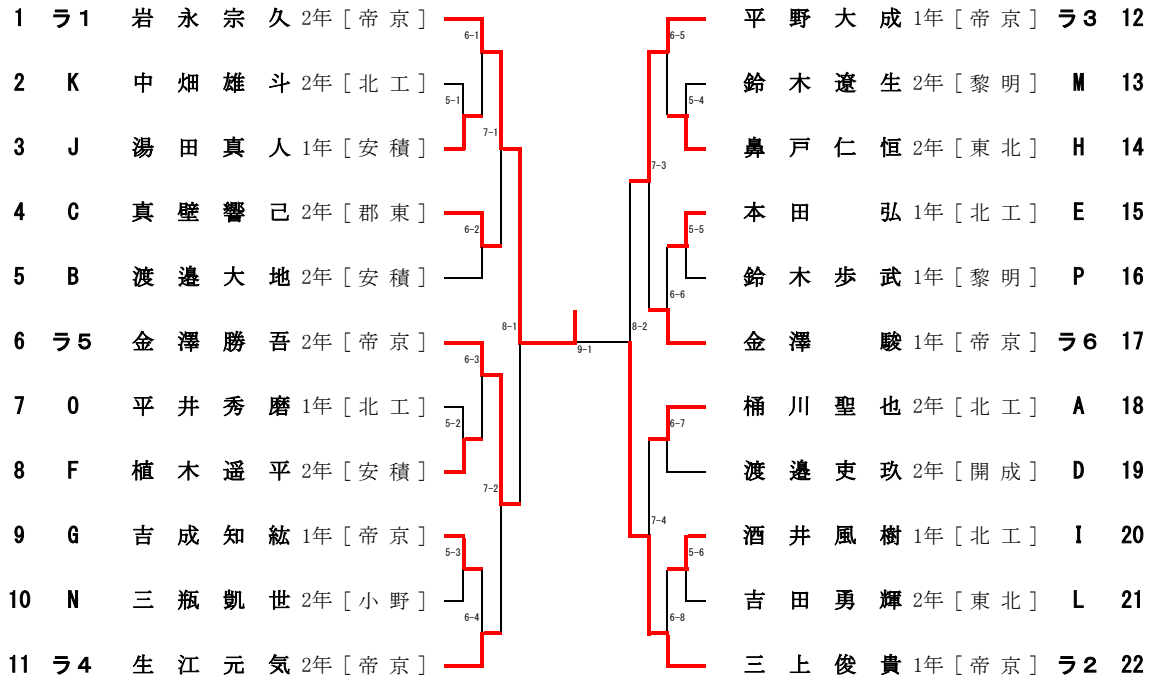 1 ラ1 岩永宗久 2年 [帝京]
2 K 中畑雄斗 2年 [北工]
3 J 湯田真人 1年 [安積]
4 C 真壁響己 2年 [郡東]
5 B 渡邉大地 2年 [安積]
6 ラ5 金澤勝吾 2年 [帝京]
7 O 平井秀磨 1年 [北工]
8 F 植木遥平 2年 [安積]
9 G 吉成知紘 1年 [帝京]
10 N 三瓶凱世 2年 [小野]
11 ラ4 生江元気 2年 [帝京]
6-1
5-1
7-1
6-2
8-1
6-3
5-2
7-2
5-3
6-4
9-1
6-5
5-4
7-3
5-5
6-6
8-2
6-7
7-4
5-6
6-8
平野大成 1年 [帝京] ラ3 12
鈴木遼生 2年 [黎明] M 13
鼻戸仁恒 2年 [東北] H 14
本田弘 1年 [北工] E 15
鈴木歩武 1年 [黎明] P 16
金澤駿 1年 [帝京] ラ6 17
桶川聖也 2年 [北工] A 18
渡邉吏玖 2年 [開成] D 19
酒井風樹 1年 [北工] I 20
吉田勇輝 2年 [東北] L 21
三上俊貴 1年 [帝京] ラ2 22